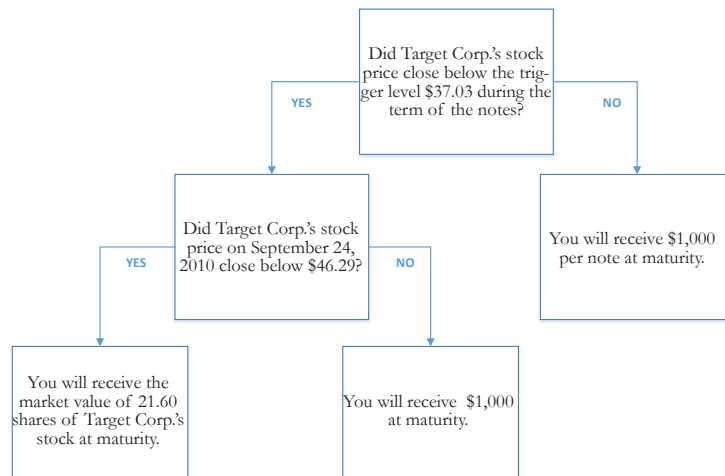 Did Target Corp.'s stock
price close below the trig-
ger level $37.03 during the
term of the notes?
YES
NO
Did Target Corp.'s stock
price on September 24,
2010 close below $46.29?
You will receive $1,000
per note at maturity.
YES
NO
You will receive the
market value of 21.60
shares of Target Corp.'s
stock at maturity.
You will receive $1,000
at maturity.